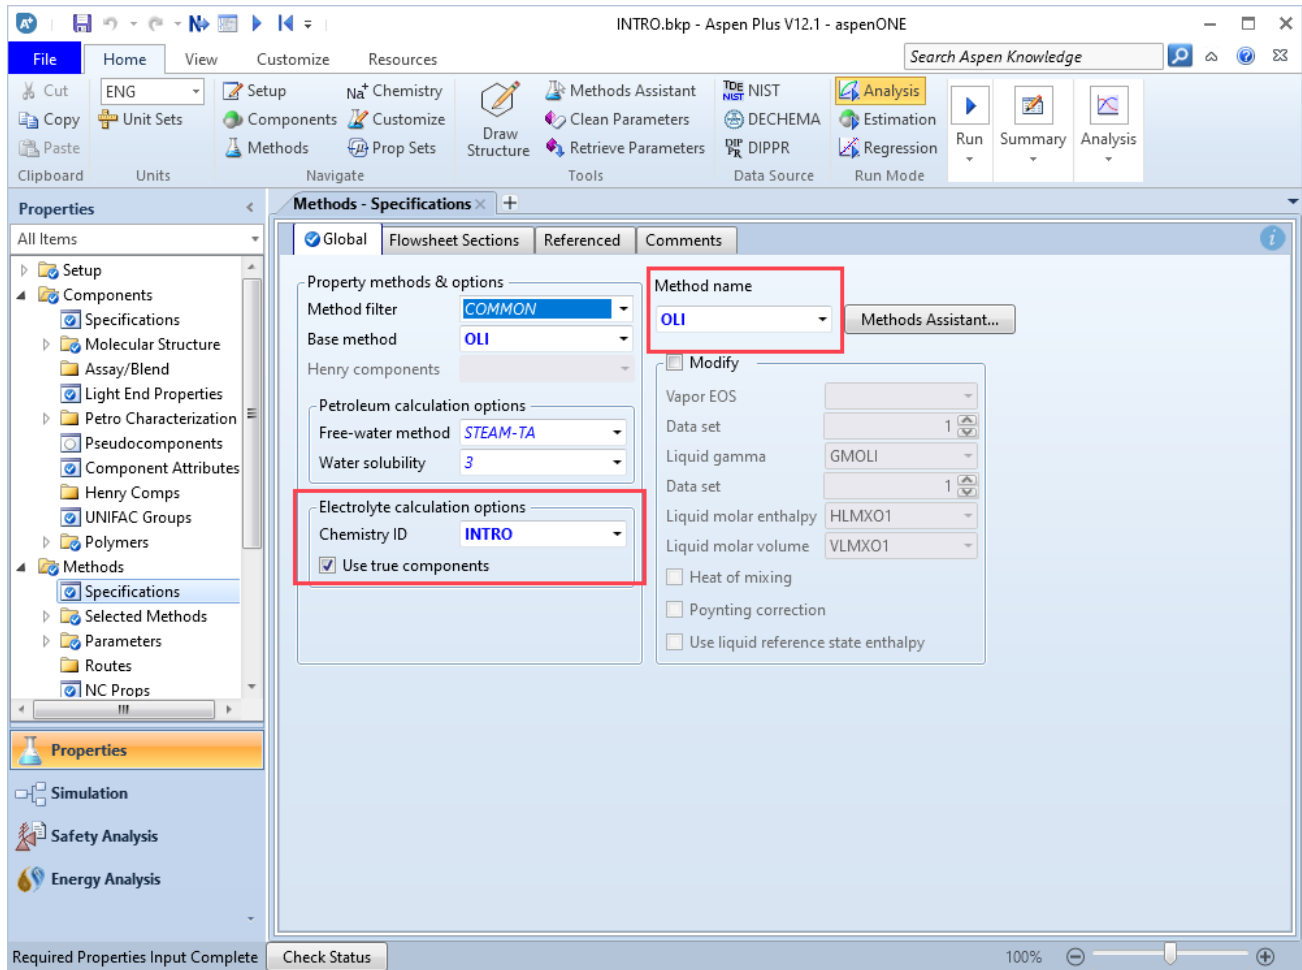 INTRO.bkp - Aspen Plus V12.1 - aspenONE
File Home View Customize Resources Search Aspen Knowledge
Cut ENG Setup Na+ Chemistry Methods Assistant TDE NIST NIST Analysis
Copy Unit Sets Components Customize Clean Parameters DECHEMA Estimation
Paste Methods Prop Sets Draw Structure Retrieve Parameters DIPPR DIPPR Regression Run Summary Analysis
Clipboard Units Navigate Tools Data Source Run Mode
Properties
All Items
Setup
Components
Specifications
Molecular Structure
Assay/Blend
Light End Properties
Petro Characterization
Pseudocomponents
Component Attributes
Henry Comps
UNIFAC Groups
Polymers
Methods
Specifications
Selected Methods
Parameters
Routes
NC Props
Properties
Simulation
Safety Analysis
Energy Analysis
Methods - Specifications
Global Flowsheet Sections Referenced Comments
Property methods & options
Method filter COMMON
Base method OLI
Henry components
Petroleum calculation options
Free-water method STEAM-TA
Water solubility 3
Electrolyte calculation options
Chemistry ID INTRO
Use true components
Method name
OLI Methods Assistant...
Modify
Vapor EOS
Data set 1
Liquid gamma GMOLI
Data set 1
Liquid molar enthalpy HLMXO1
Liquid molar volume VLMXO1
Heat of mixing
Poynting correction
Use liquid reference state enthalpy
Required Properties Input Complete Check Status 100%